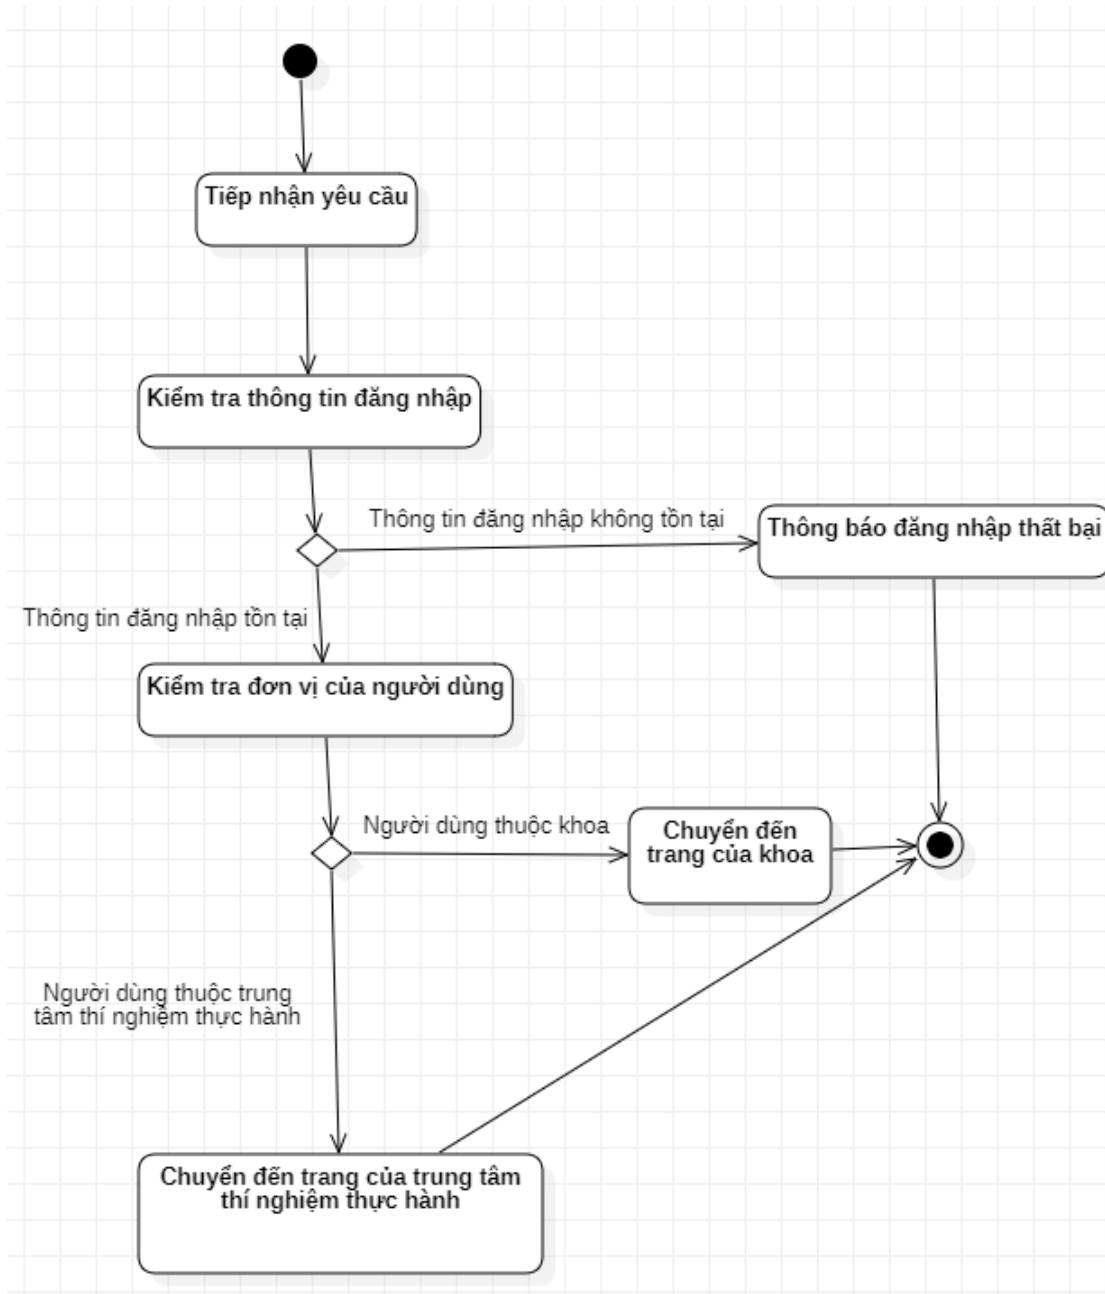 Tiếp nhận yêu cầu
Kiểm tra thông tin đăng nhập
Thông tin đăng nhập không tồn tại
Thông báo đăng nhập thất bại
Thông tin đăng nhập tồn tại
Kiểm tra đơn vị của người dùng
Người dùng thuộc khoa
Chuyển đến
trang của khoa
Người dùng thuộc trung
tâm thí nghiệm thực hành
Chuyển đến trang của trung tâm
thí nghiệm thực hành